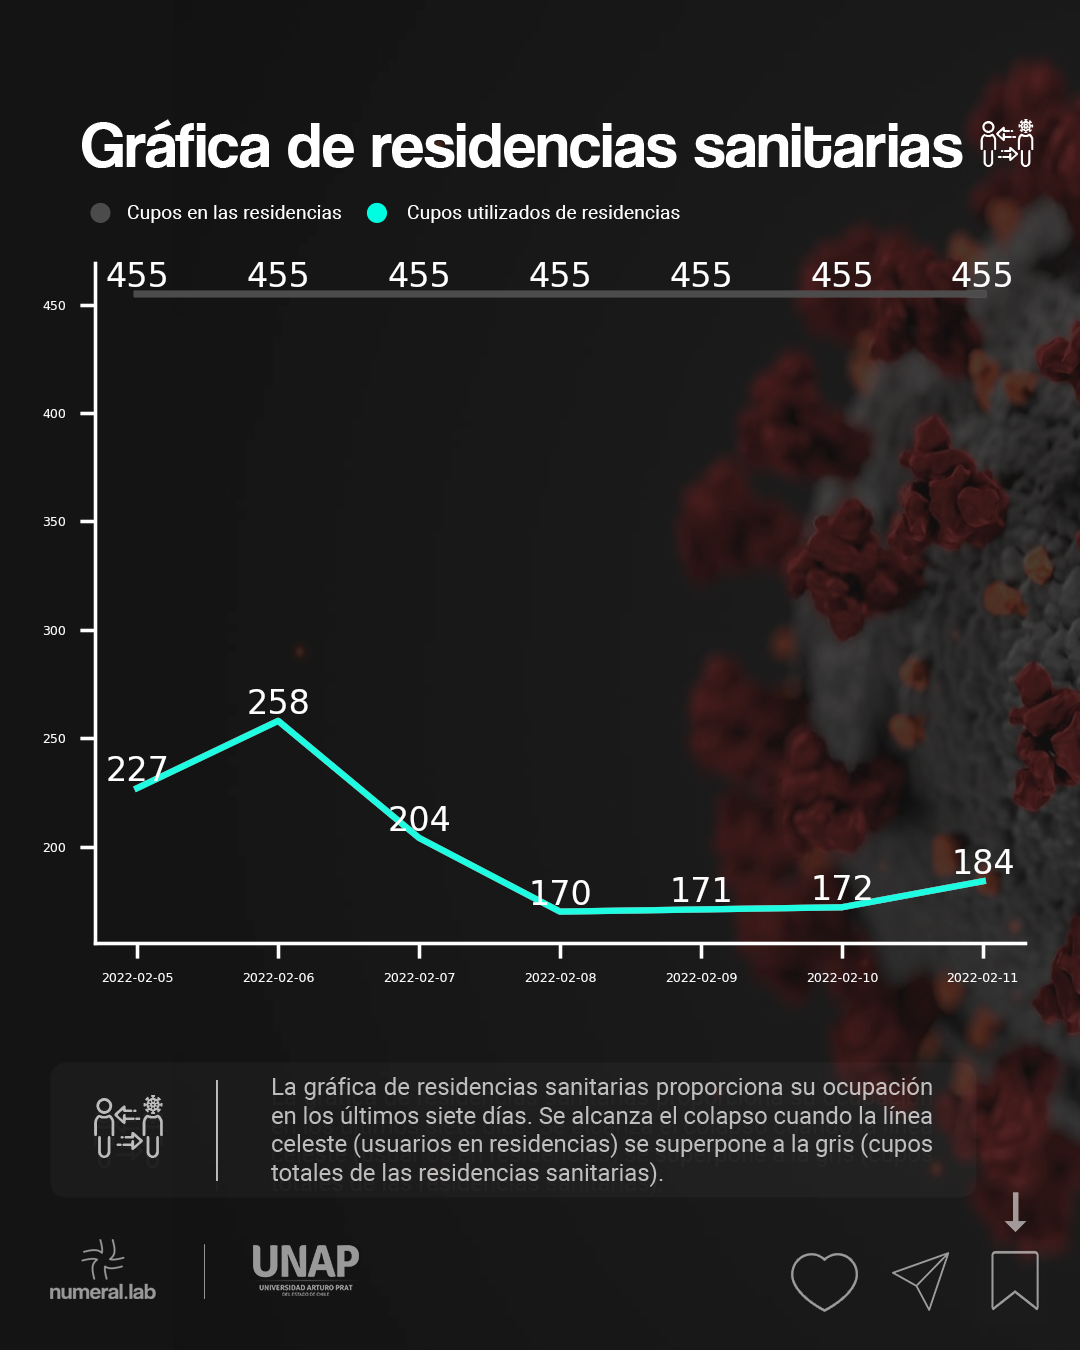 Gráfica de residencias sanitarias
Cupos en las residencias Cupos utilizados de residencias
455 455 455 455 455 455 455
450
400
350
300
250
200
227 258 204 170 171 172 184
2022-02-05 2022-02-06 2022-02-07 2022-02-08 2022-02-09 2022-02-10 2022-02-11
La gráfica de residencias sanitarias proporciona su ocupación
en los últimos siete días. Se alcanza el colapso cuando la línea
celeste (usuarios en residencias) se superpone a la gris (cupos
totales de las residencias sanitarias).
numeral.lab
UNAP
UNIVERSIDAD ARTURO PRAT
DEL ESTADO DE CHILE